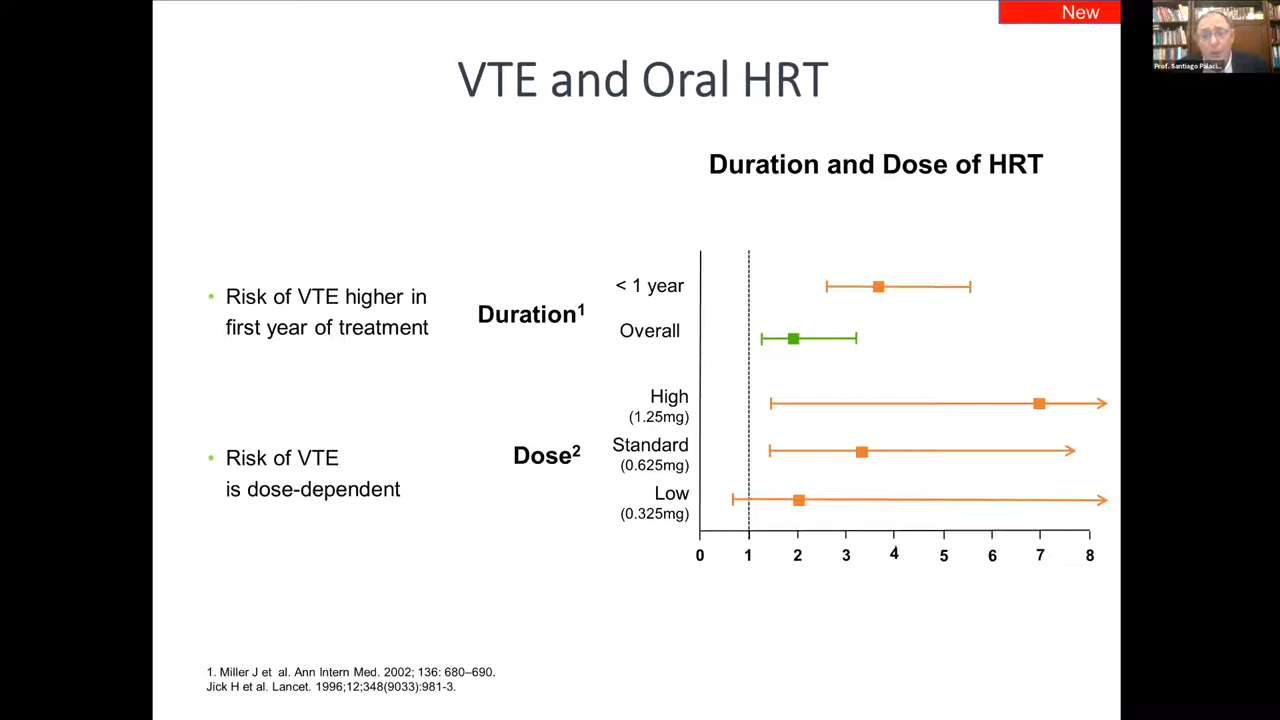 New
Prof. Santiago Palaci...
VTE and Oral HRT
Duration and Dose of HRT
• Risk of VTE higher in
first year of treatment
Duration1
< 1 year
Overall
• Risk of VTE
is dose-dependent
Dose2
High
(1.25mg)
Standard
(0.625mg)
Low
(0.325mg)
0 1 2 3 4 5 6 7 8
1. Miller J et al. Ann Intern Med. 2002; 136: 680–690.
Jick H et al. Lancet. 1996;12;348(9033):981-3.